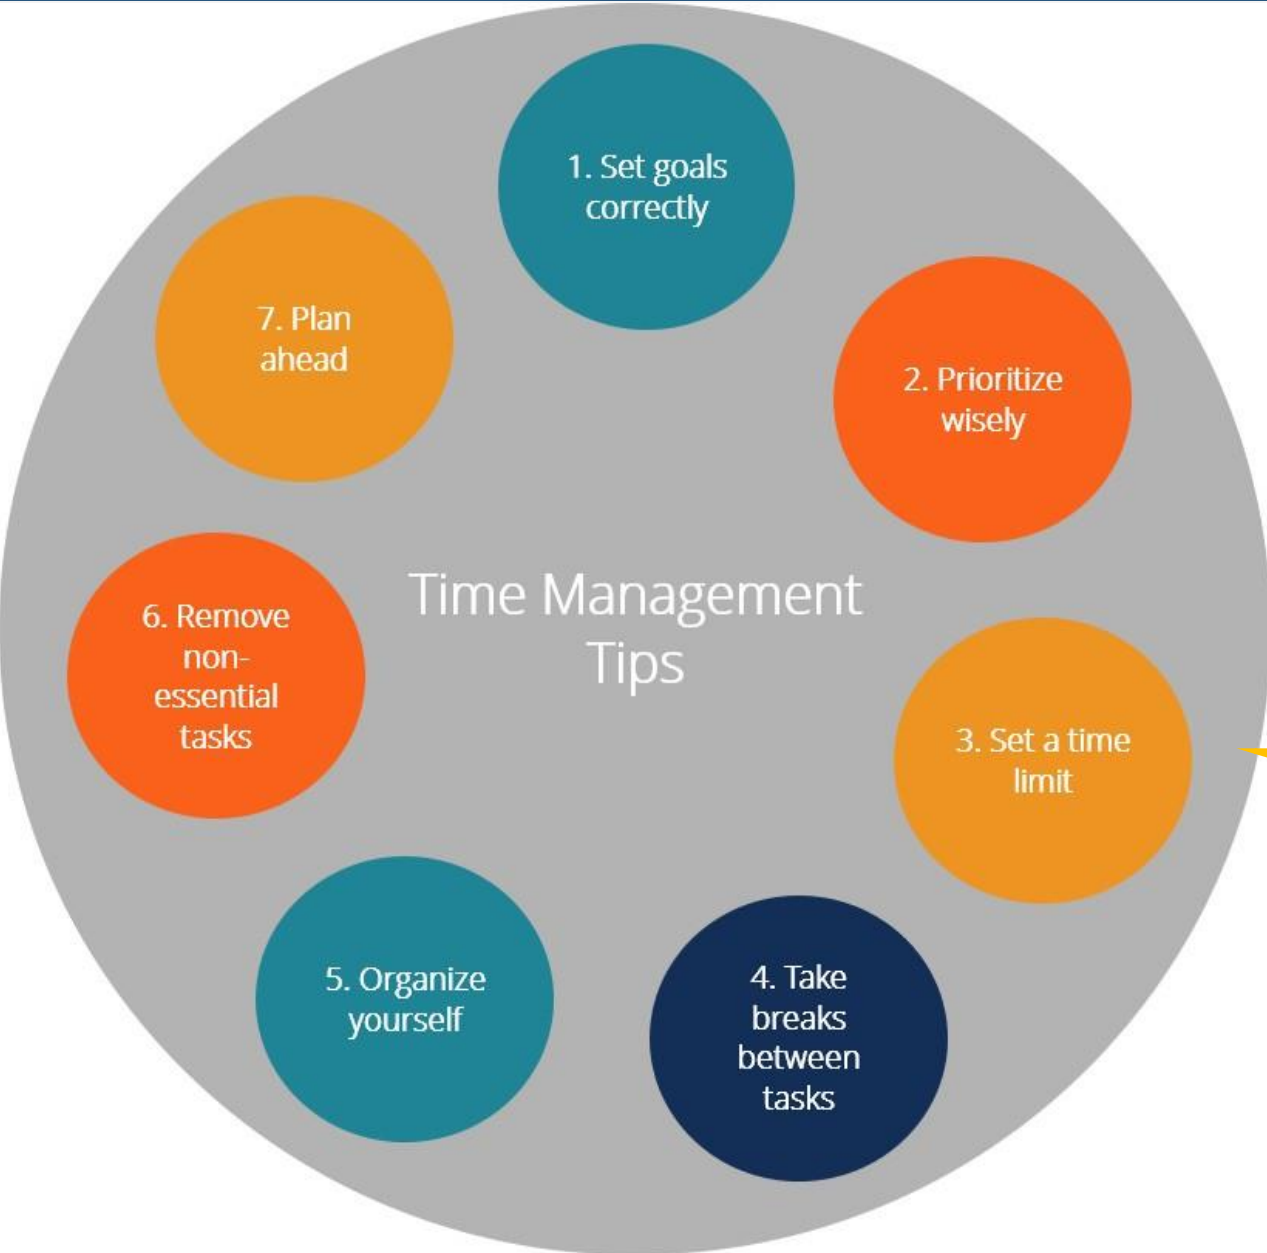 Time Management
Tips
1. Set goals
correctly
2. Prioritize
wisely
3. Set a time
limit
4. Take
breaks
between
tasks
5. Organize
yourself
6. Remove
non-
essential
tasks
7. Plan
ahead